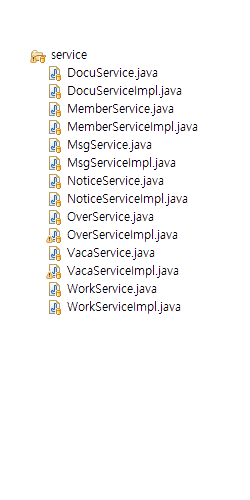 service
DocuService.java
DocuServiceImpl.java
MemberService.java
MemberServiceImpl.java
MsgService.java
MsgServiceImpl.java
NoticeService.java
NoticeServiceImpl.java
OverService.java
OverServiceImpl.java
VacaService.java
VacaServiceImpl.java
WorkService.java
WorkServiceImpl.java